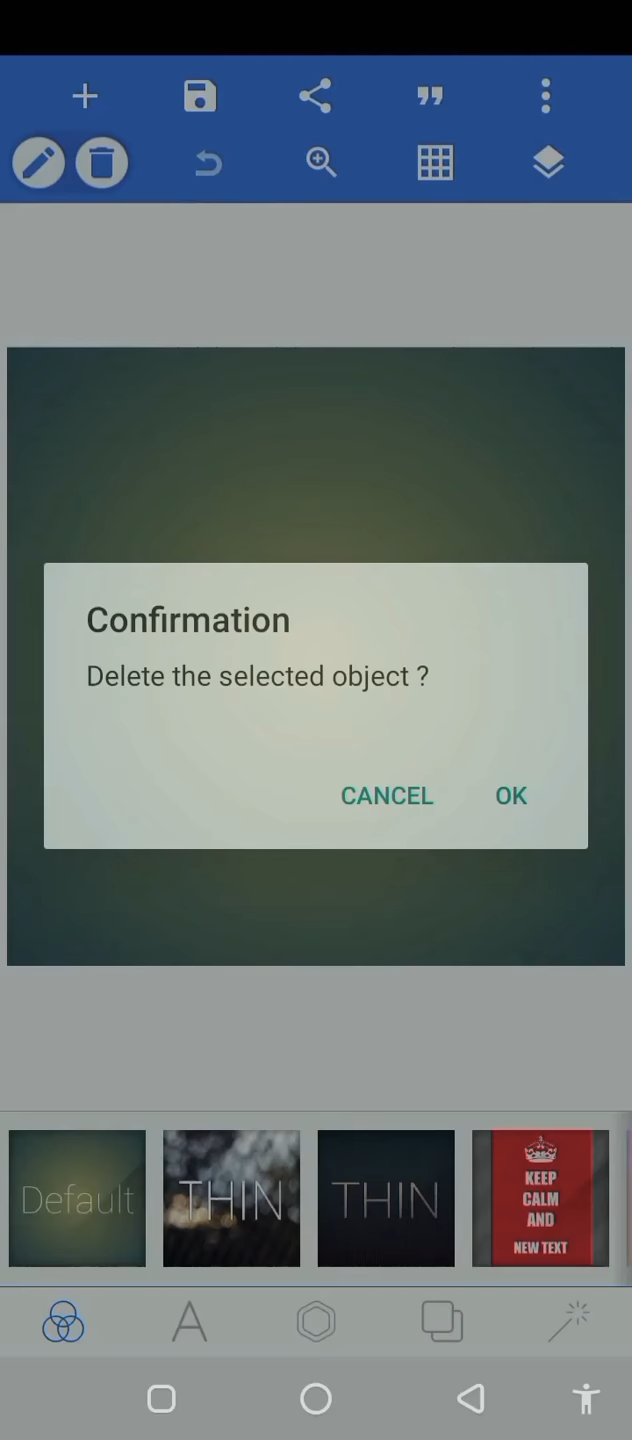 Confirmation
Delete the selected object ?
CANCEL OK
Default
THIN
THIN
KEEP
CALM
AND
NEW TEXT